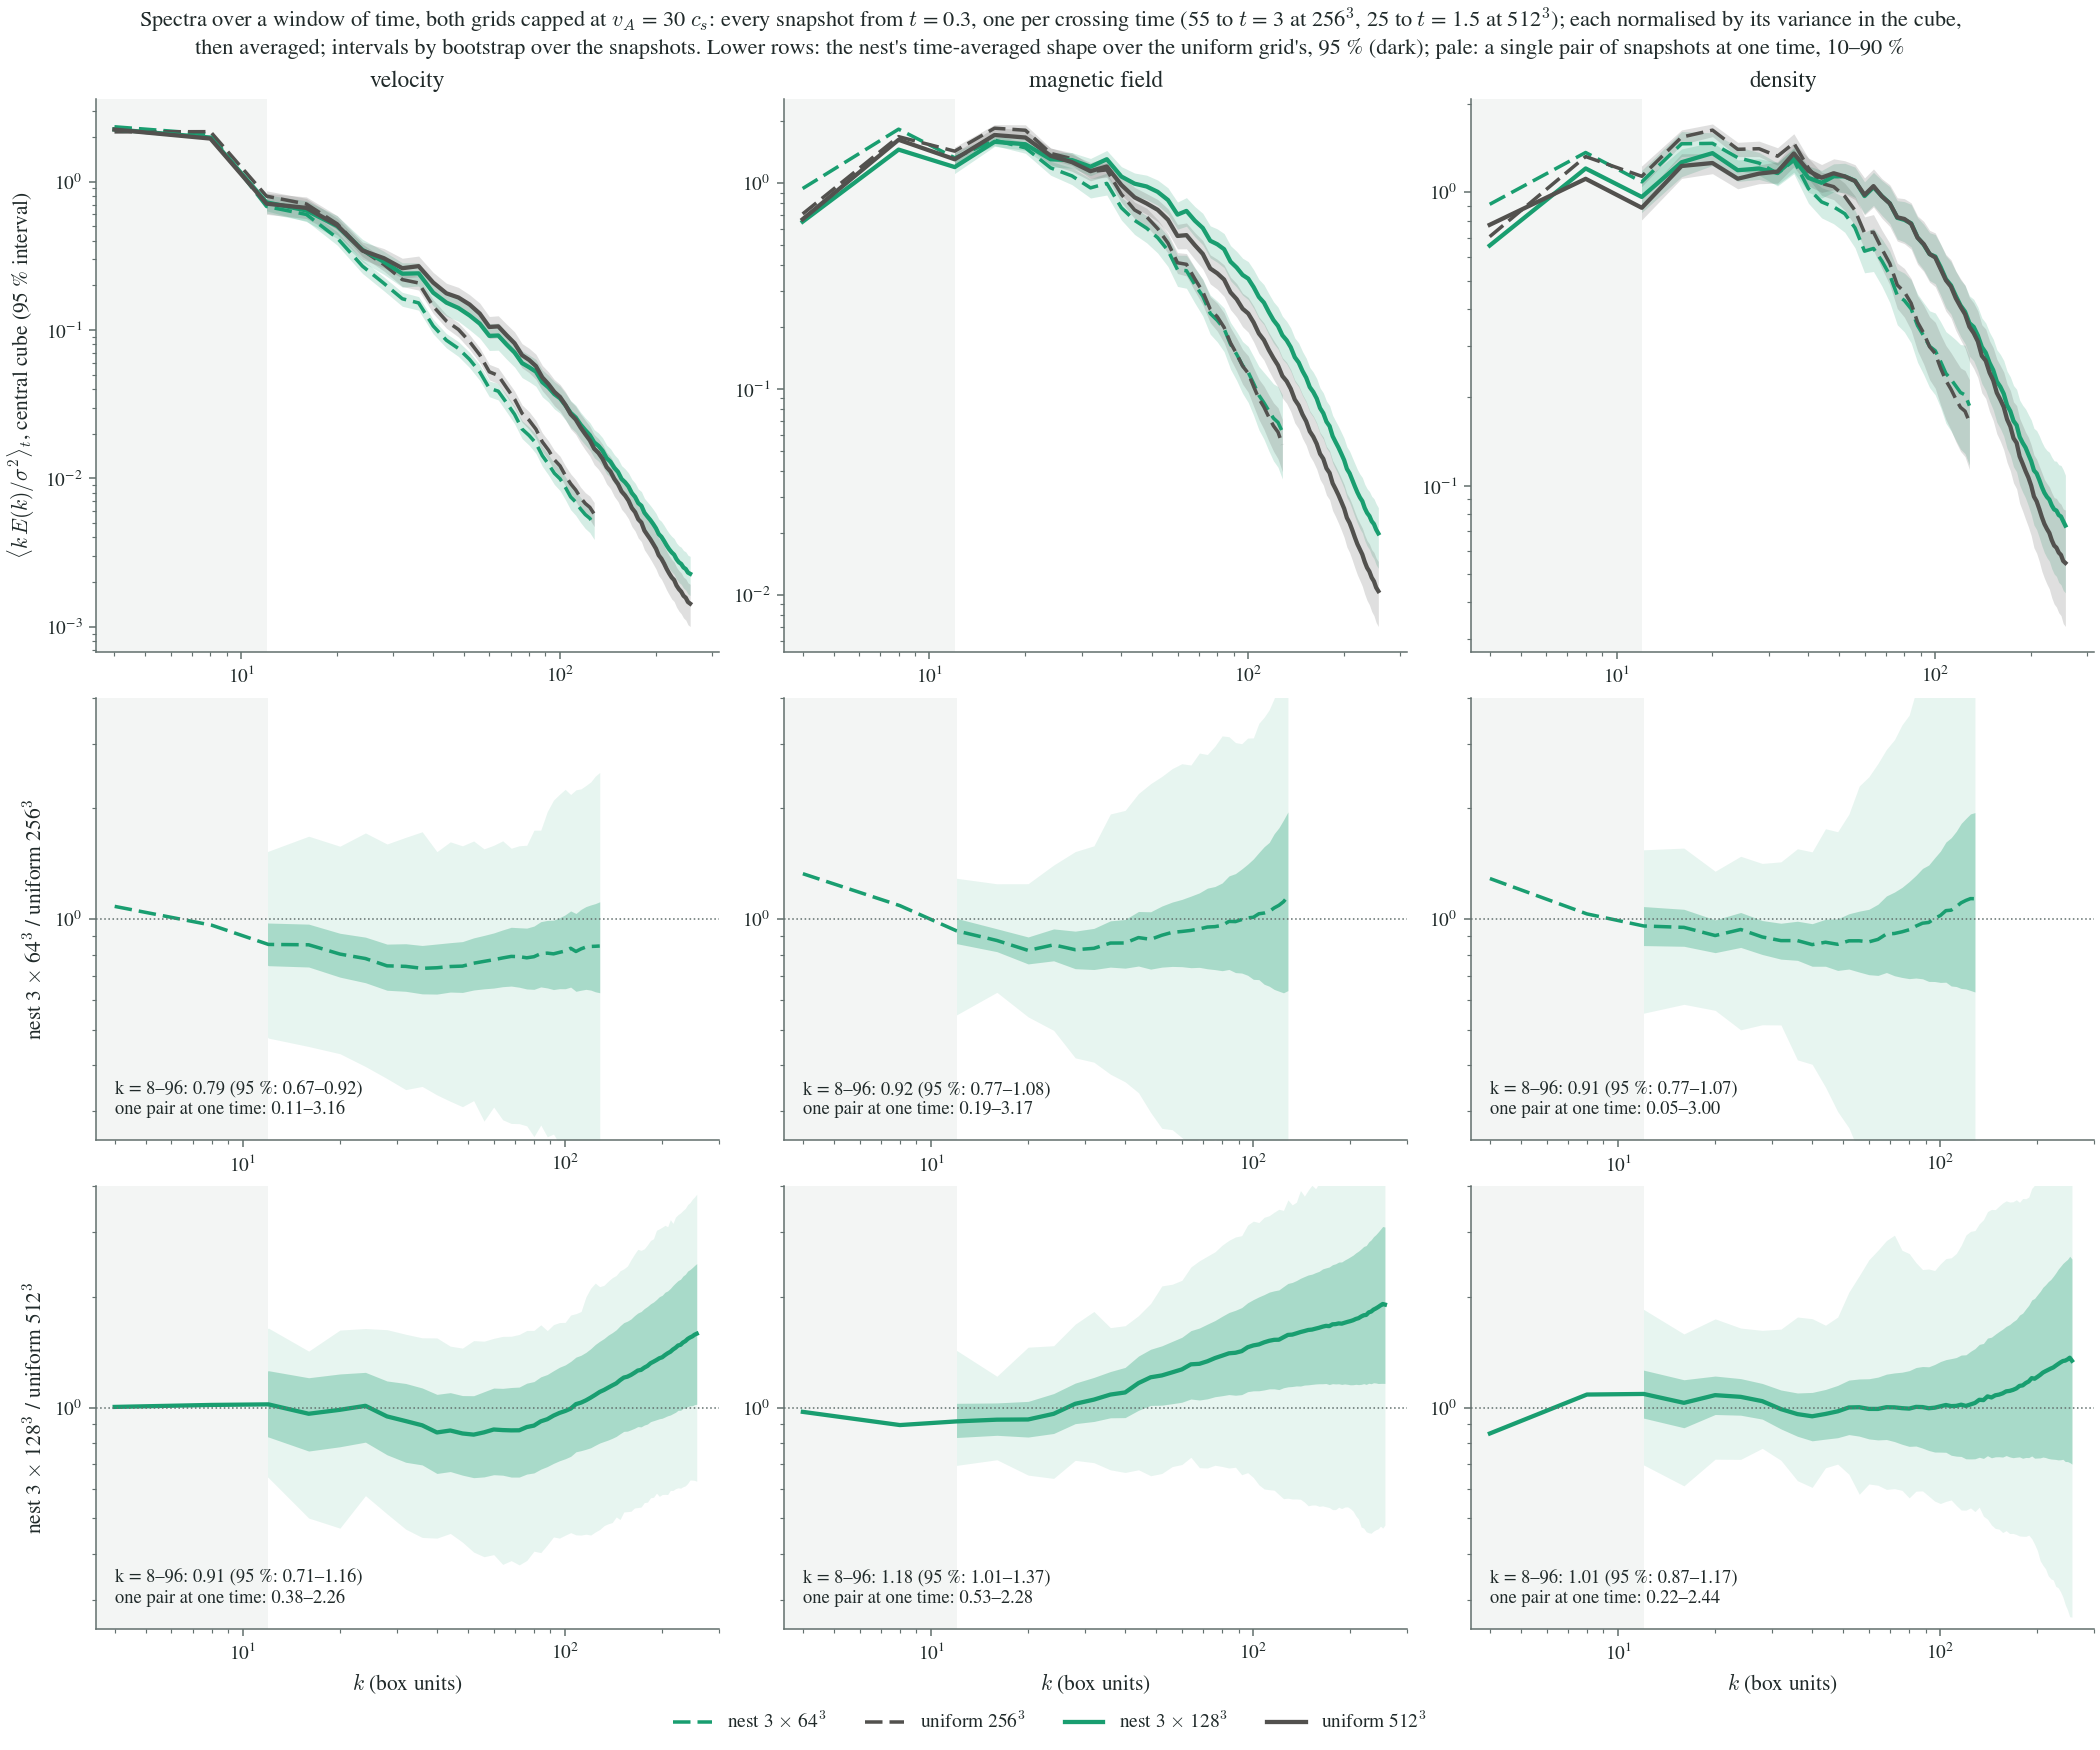 Spectra over a window of time, both grids capped at v_A = 30 c_s: every snapshot from t = 0.3, one per crossing time (55 to t = 3 at 256³, 25 to t = 1.5 at 512³); each normalised by its variance in the cube,
then averaged; intervals by bootstrap over the snapshots. Lower rows: the nest's time-averaged shape over the uniform grid's, 95 % (dark); pale: a single pair of snapshots at one time, 10–90 %
velocity
magnetic field
density
⟨k E(k)/σ²⟩_t, central cube (95 % interval)
10⁰
10⁻¹
10⁻²
10⁻³
10¹
10²
10⁰
10⁻¹
10⁻²
10¹
10²
10⁰
10⁻¹
10¹
10²
nest 3 × 64³ / uniform 256³
10⁰
k = 8–96: 0.79 (95 %: 0.67–0.92)
one pair at one time: 0.11–3.16
10¹
10²
10⁰
k = 8–96: 0.92 (95 %: 0.77–1.08)
one pair at one time: 0.19–3.17
10¹
10²
10⁰
k = 8–96: 0.91 (95 %: 0.77–1.07)
one pair at one time: 0.05–3.00
10¹
10²
nest 3 × 128³ / uniform 512³
10⁰
k = 8–96: 0.91 (95 %: 0.71–1.16)
one pair at one time: 0.38–2.26
10¹
10²
k (box units)
10⁰
k = 8–96: 1.18 (95 %: 1.01–1.37)
one pair at one time: 0.53–2.28
10¹
10²
k (box units)
10⁰
k = 8–96: 1.01 (95 %: 0.87–1.17)
one pair at one time: 0.22–2.44
10¹
10²
k (box units)
nest 3 × 64³
uniform 256³
nest 3 × 128³
uniform 512³